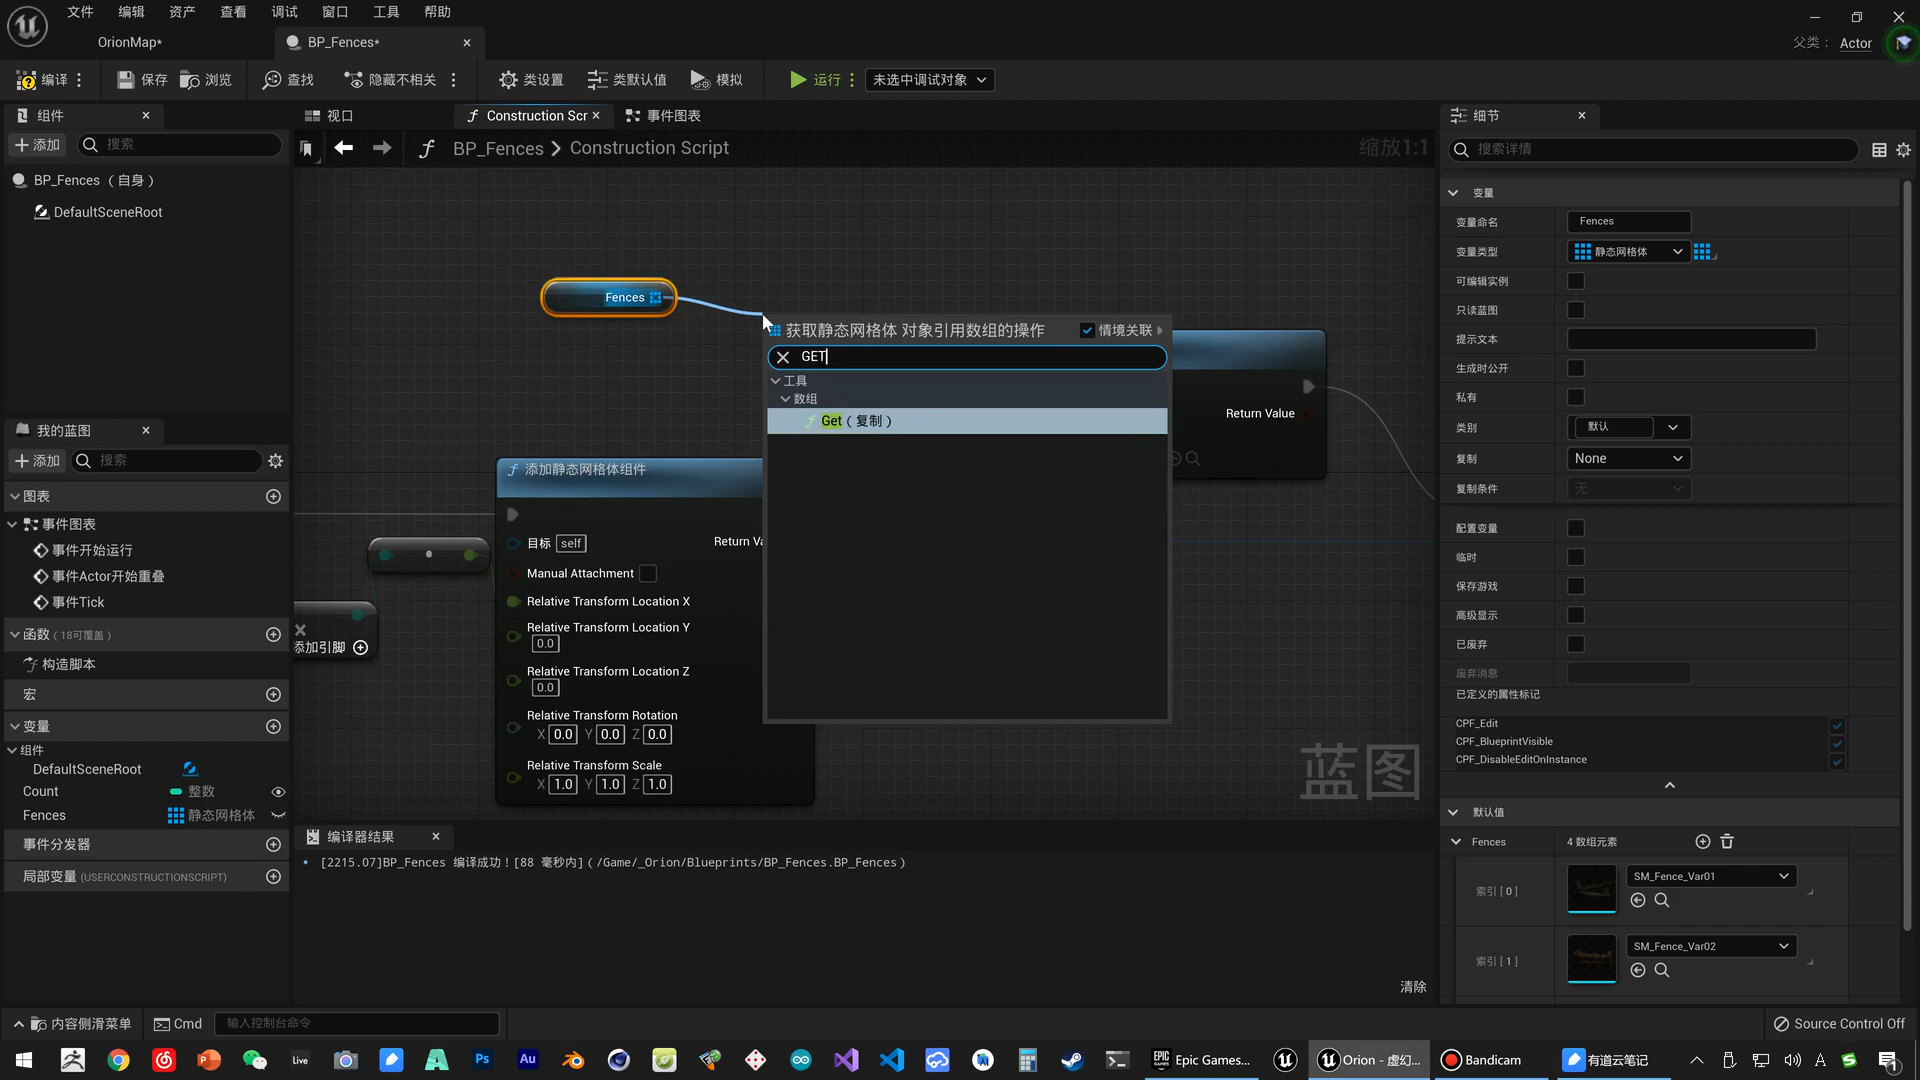 文件 编辑 资产 查看 调试 窗口 工具 帮助
OrionMap*
BP_Fences*
父类：
Actor
编译
保存
浏览
查找
隐藏不相关
类设置
类默认值
模拟
运行
未选中调试对象
组件
添加
搜索
BP_Fences （自身）
DefaultSceneRoot
视口
Construction Scr
事件图表
BP_Fences
Construction Script
缩放1:1
Fences
获取静态网格体 对象引用数组的操作
情境关联
GET
工具
数组
Get（复制）
Return Value
添加静态网格体组件
目标 self
Return Va
Manual Attachment
Relative Transform Location X
Relative Transform Location Y
0.0
Relative Transform Location Z
0.0
Relative Transform Rotation
X 0.0 Y 0.0 Z 0.0
Relative Transform Scale
X 1.0 Y 1.0 Z 1.0
添加引脚
蓝图
我的蓝图
添加
搜索
图表
事件图表
事件开始运行
事件Actor开始重叠
事件Tick
函数（18可覆盖）
构造脚本
宏
变量
组件
DefaultSceneRoot
Count 整数
Fences 静态网格体
事件分发器
局部变量 (USERCONSTRUCTIONSCRIPT)
编译器结果
[2215.07]BP_Fences 编译成功！[88 毫秒内]（/Game/_Orion/Blueprints/BP_Fences.BP_Fences）
清除
细节
搜索详情
变量
变量命名 Fences
变量类型 静态网格体
可编辑实例
只读蓝图
提示文本
生成时公开
私有
类别 默认
复制 None
复制条件 无
配置变量
临时
保存游戏
高级显示
已废弃
废弃消息
已定义的属性标记
CPF_Edit
CPF_BlueprintVisible
CPF_DisableEditOnInstance
默认值
Fences 4 数组元素
索引 [ 0 ] SM_Fence_Var01
索引 [ 1 ] SM_Fence_Var02
内容侧滑菜单
Cmd
输入控制台命令
Source Control Off
Live
Ps
Au
EPIC GAMES
Epic Games...
Orion - 虚幻...
Bandicam
有道云笔记
A
1